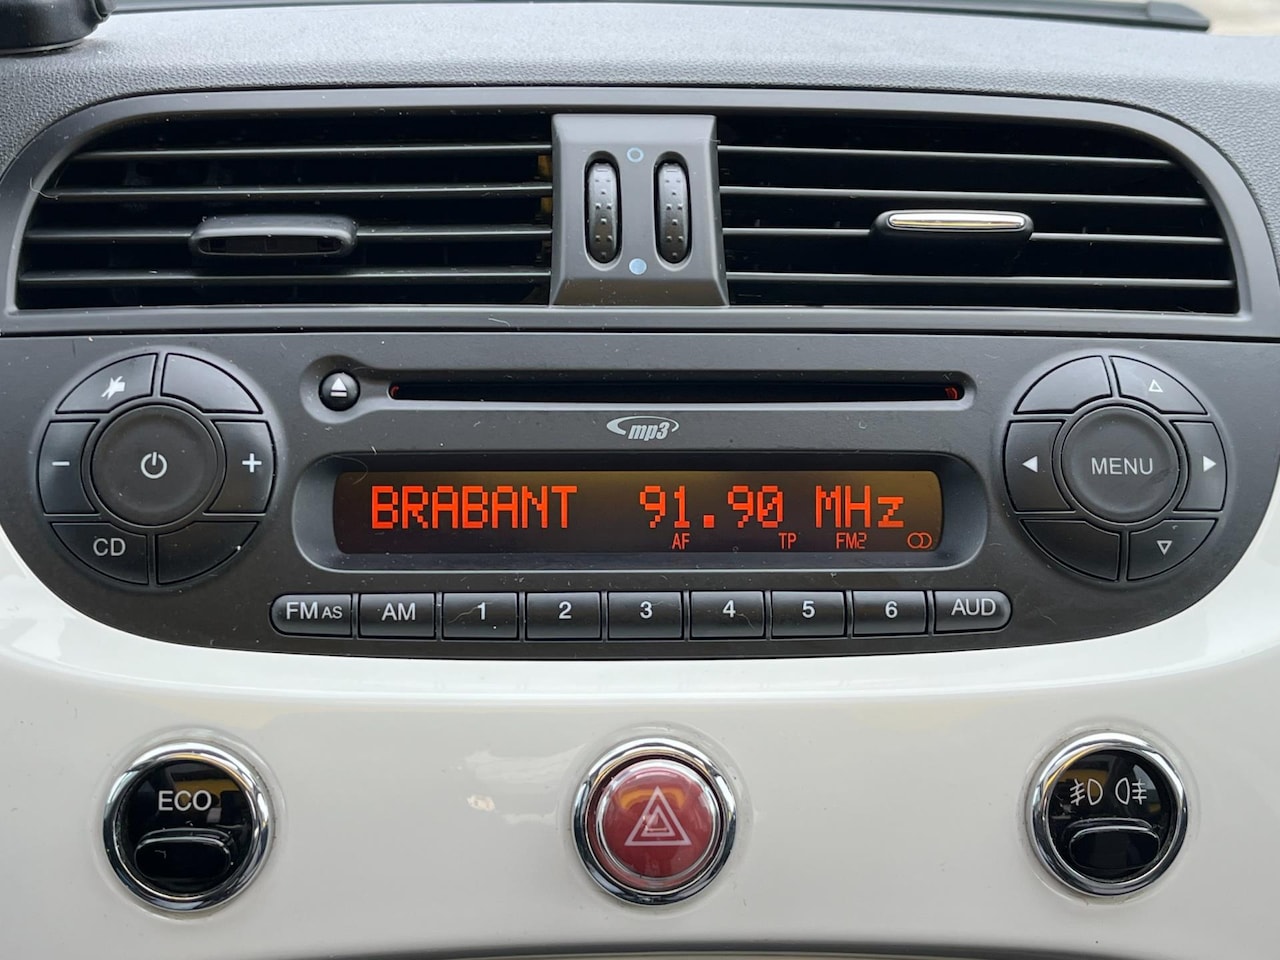 mp3
MENU
BRABANT 91.90 MHz
AF TP FM2
CD
FM AS AM 1 2 3 4 5 6 AUD
ECO